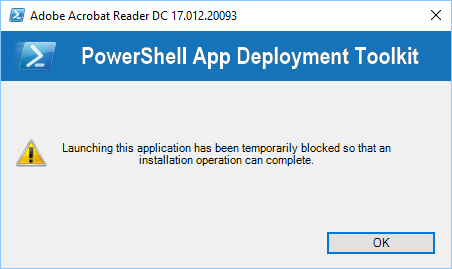 Adobe Acrobat Reader DC 17.012.20093
PowerShell App Deployment Toolkit
Launching this application has been temporarily blocked so that an
installation operation can complete.
OK